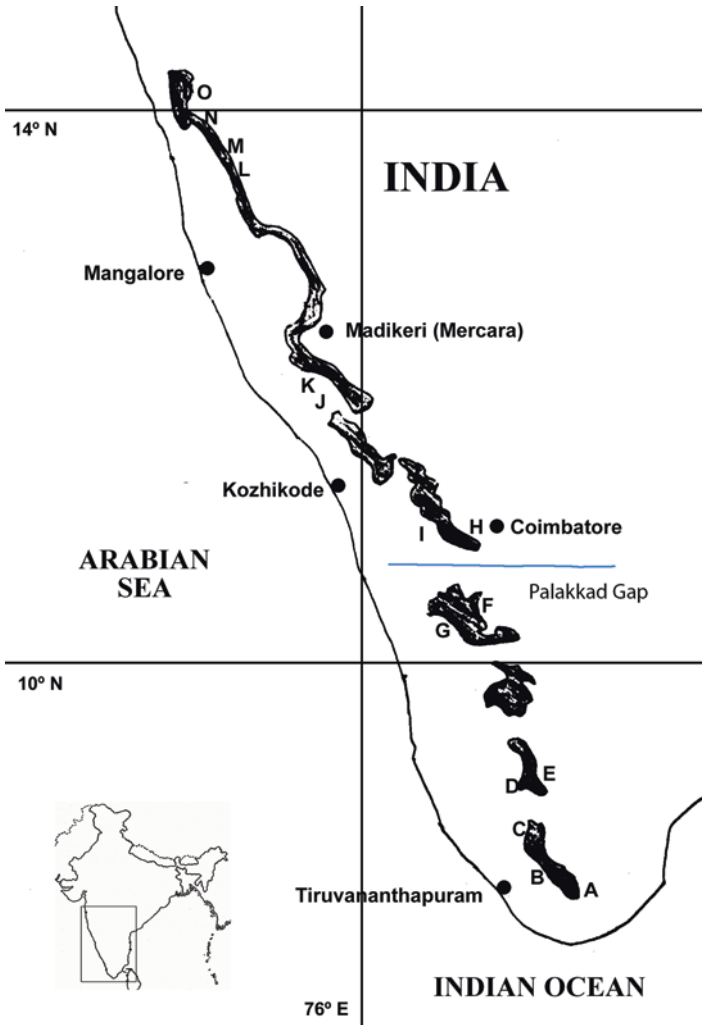 O
14º N
N
M
L
INDIA
Mangalore
Madikeri (Mercara)
K
J
Kozhikode
H
Coimbatore
I
ARABIAN
SEA
Palakkad Gap
F
G
10º N
E
D
C
B
A
Tiruvananthapuram
INDIAN OCEAN
76º E